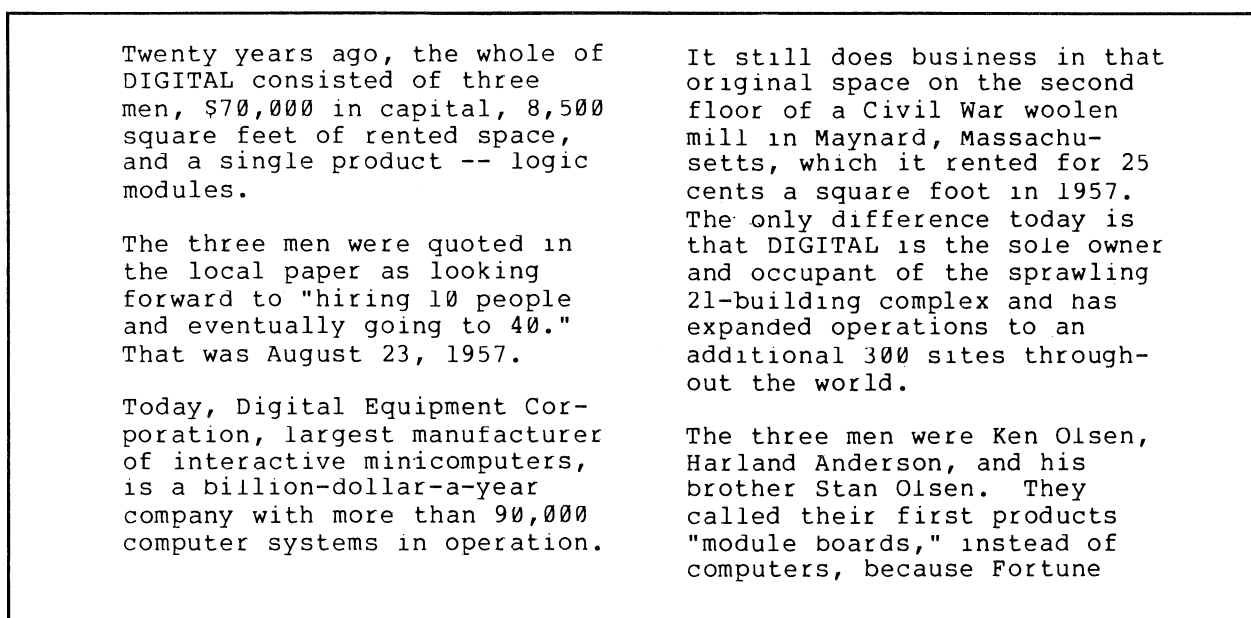 Twenty years ago, the whole of
DIGITAL consisted of three
men, $70,000 in capital, 8,500
square feet of rented space,
and a single product -- logic
modules.
The three men were quoted in
the local paper as looking
forward to "hiring 10 people
and eventually going to 40."
That was August 23, 1957.
Today, Digital Equipment Cor-
poration, largest manufacturer
of interactive minicomputers,
is a billion-dollar-a-year
company with more than 90,000
computer systems in operation.
It still does business in that
original space on the second
floor of a Civil War woolen
mill in Maynard, Massachu-
setts, which it rented for 25
cents a square foot in 1957.
The only difference today is
that DIGITAL is the sole owner
and occupant of the sprawling
21-building complex and has
expanded operations to an
additional 300 sites through-
out the world.
The three men were Ken Olsen,
Harland Anderson, and his
brother Stan Olsen.  They
called their first products
"module boards," instead of
computers, because Fortune